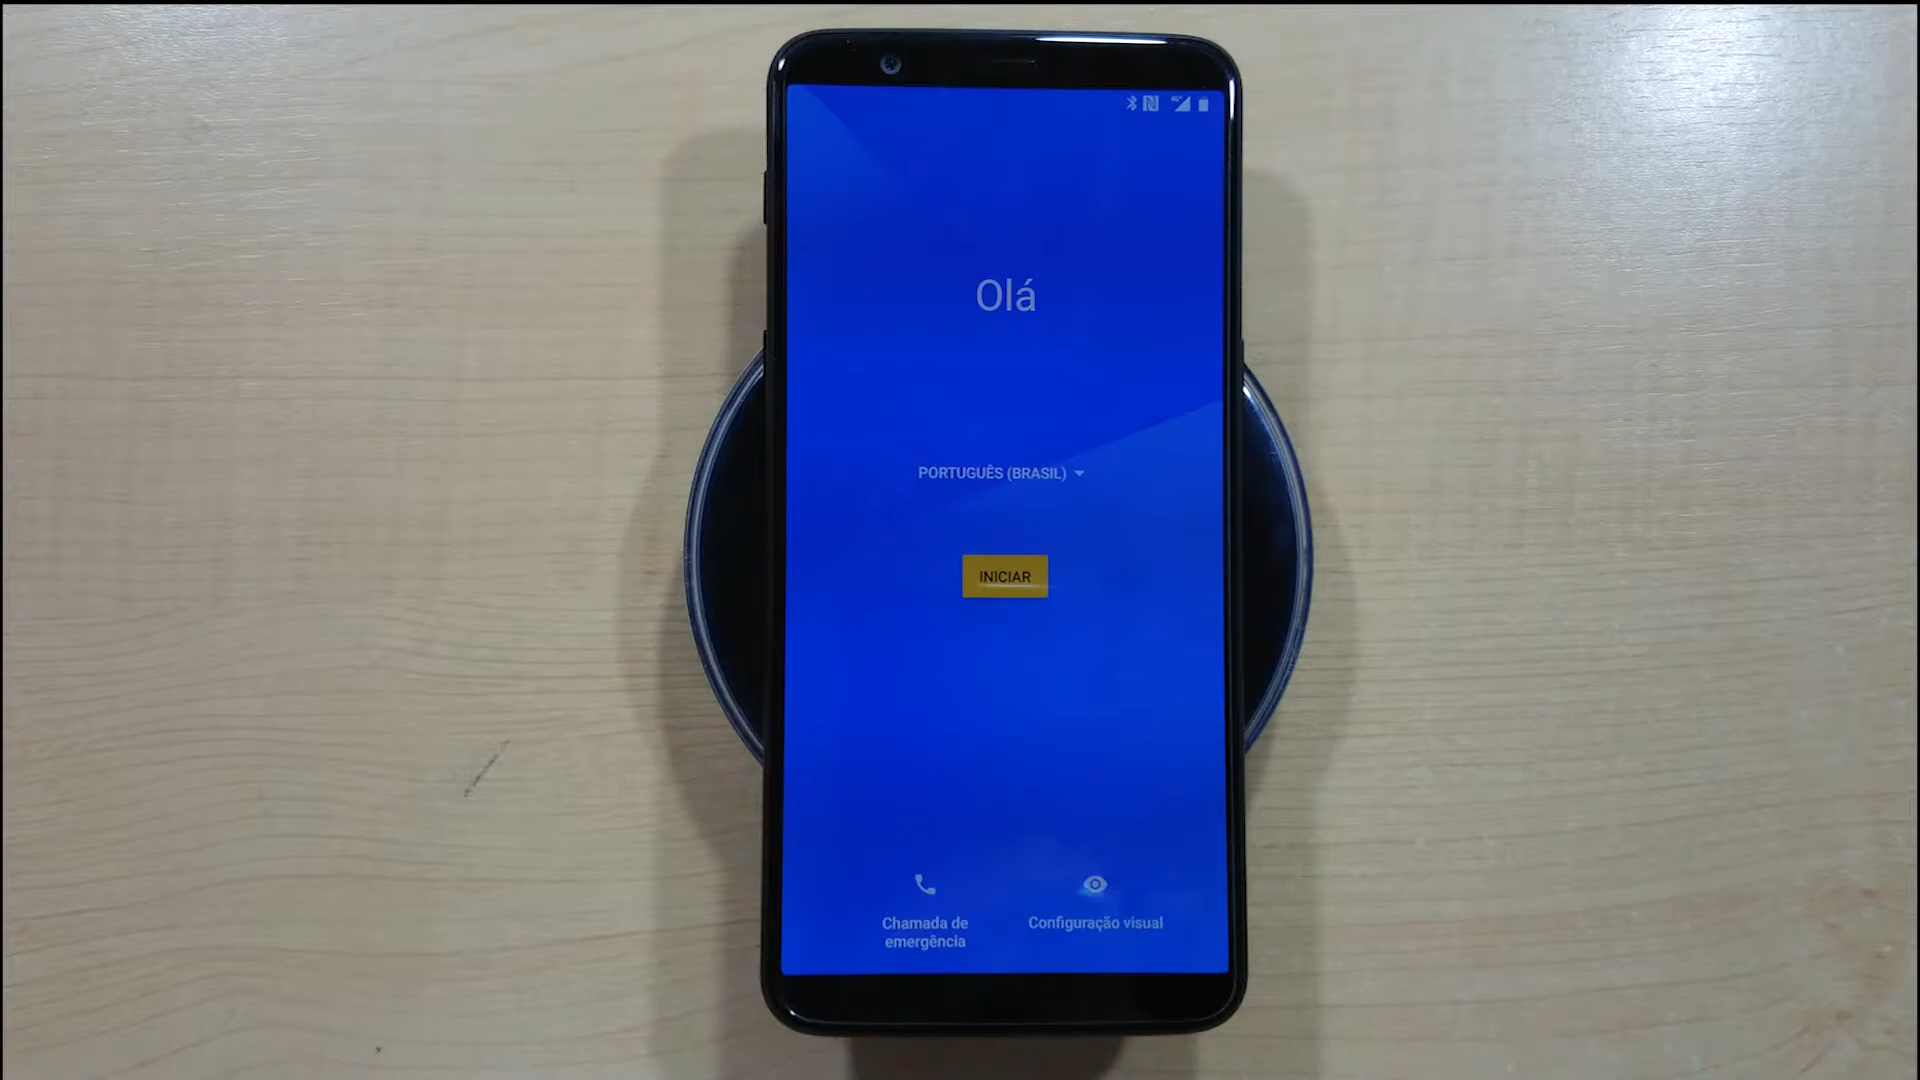 Olá
PORTUGUÊS (BRASIL)
INICIAR
Chamada de
emergência
Configuração visual